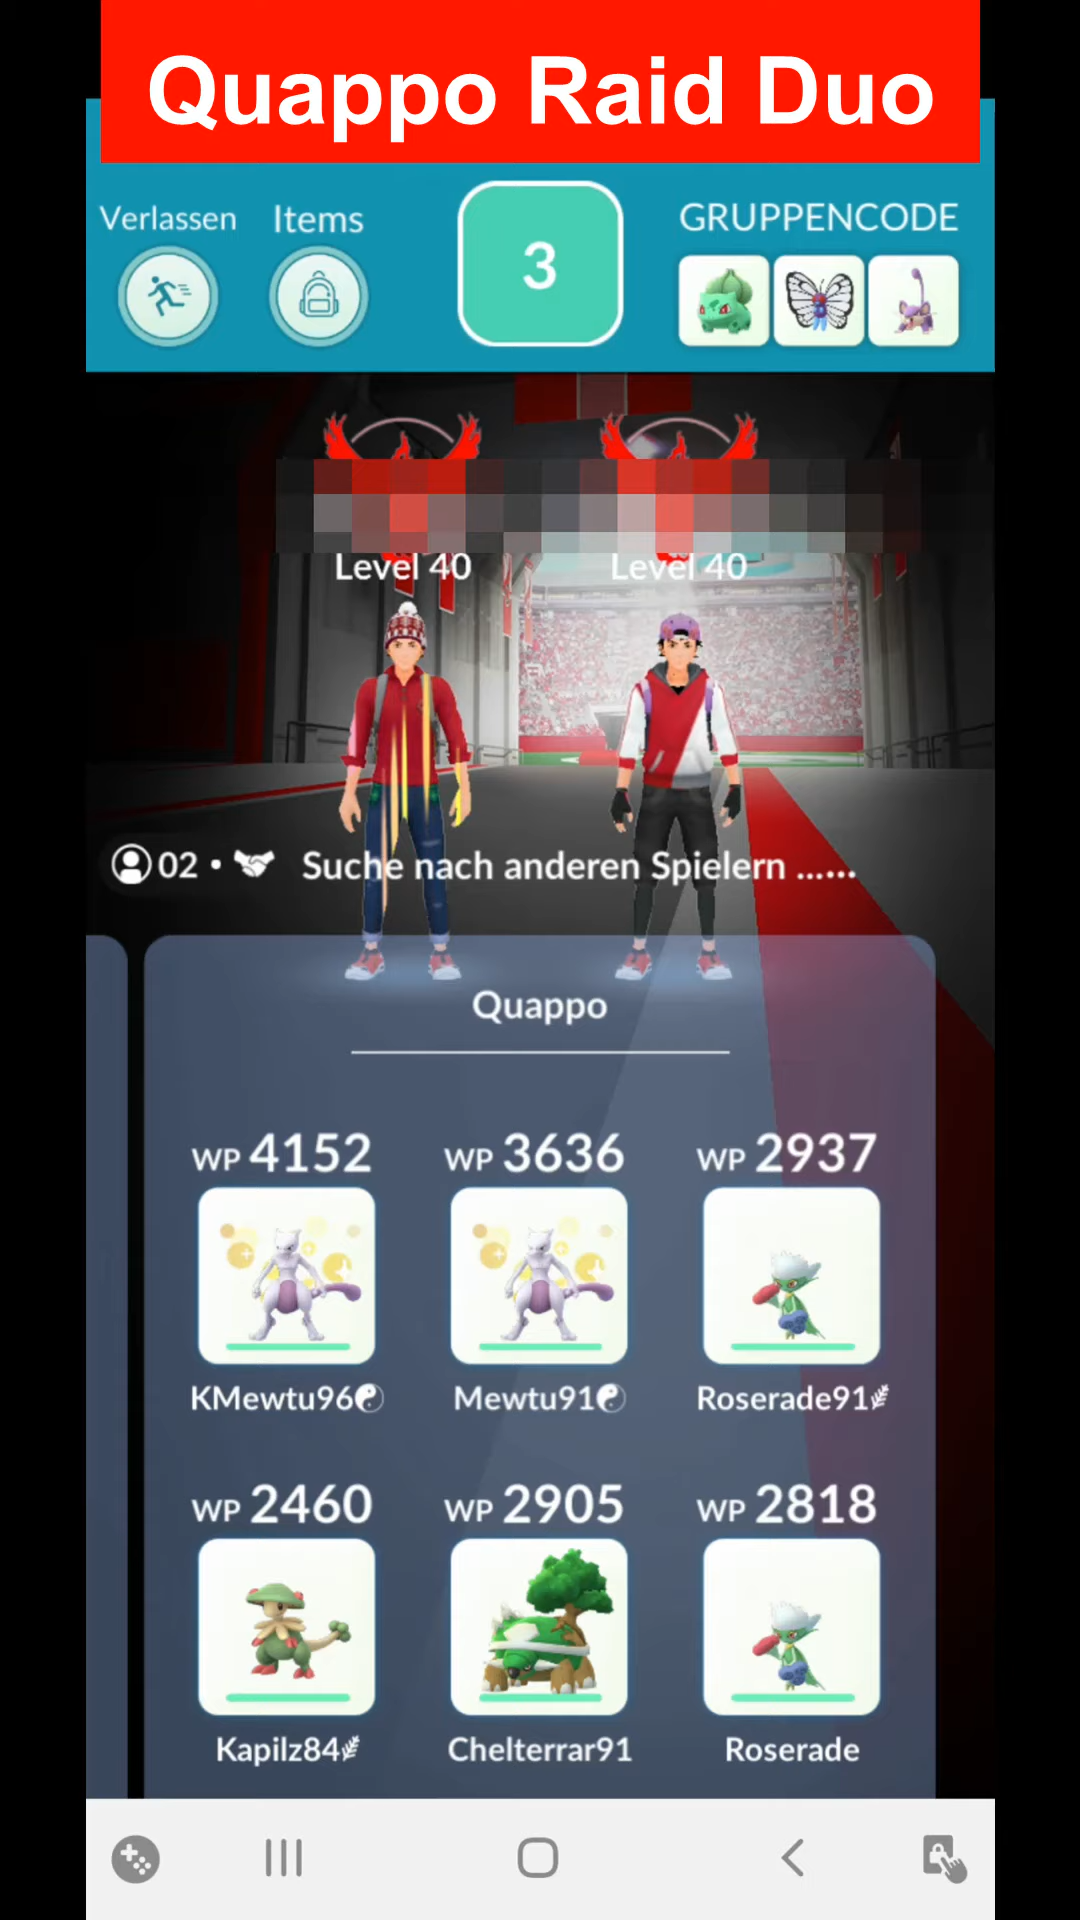 Quappo Raid Duo
Verlassen Items
3
GRUPPENCODE
Level 40 Level 40
02 • Suche nach anderen Spielern ......
Quappo
WP 4152 WP 3636 WP 2937
KMewtu96 Mewtu91 Roserade91
WP 2460 WP 2905 WP 2818
Kapilz84 Chelterrar91 Roserade